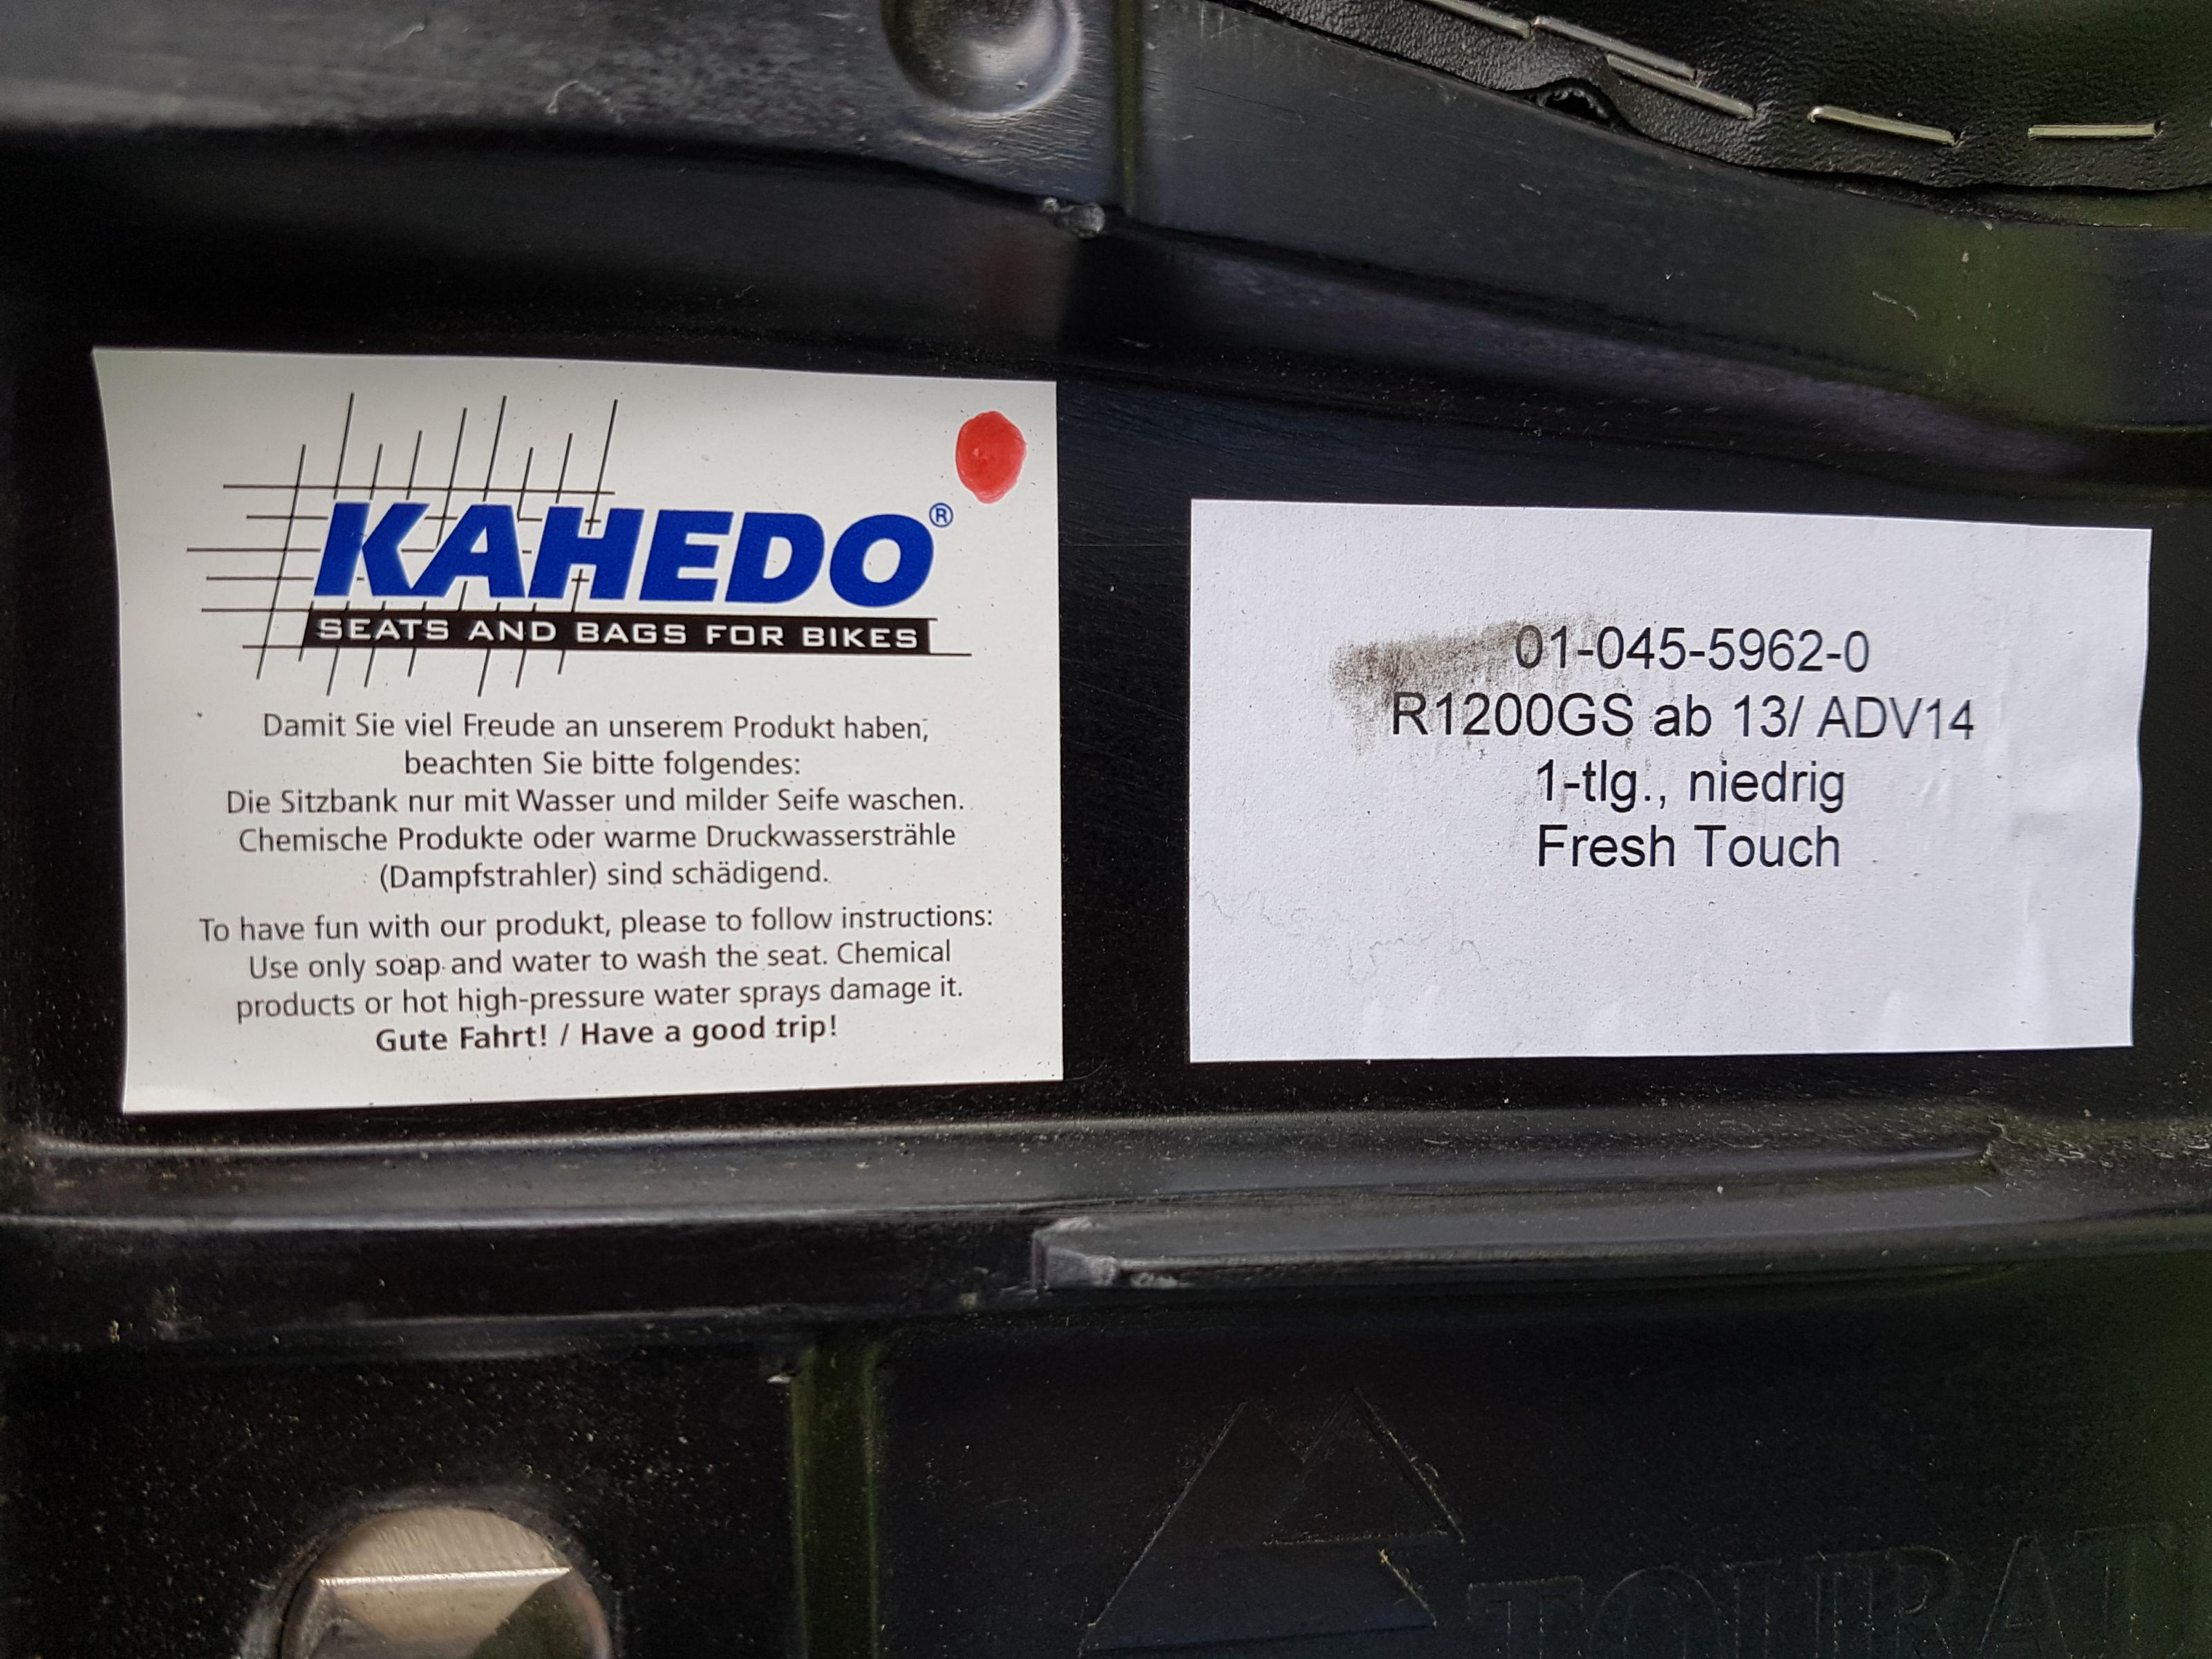 KAHEDO®
SEATS AND BAGS FOR BIKES
Damit Sie viel Freude an unserem Produkt haben,
beachten Sie bitte folgendes:
Die Sitzbank nur mit Wasser und milder Seife waschen.
Chemische Produkte oder warme Druckwassersträhle
(Dampfstrahler) sind schädigend.
To have fun with our produkt, please to follow instructions:
Use only soap and water to wash the seat. Chemical
products or hot high-pressure water sprays damage it.
Gute Fahrt! / Have a good trip!
01-045-5962-0
R1200GS ab 13/ ADV14
1-tlg., niedrig
Fresh Touch